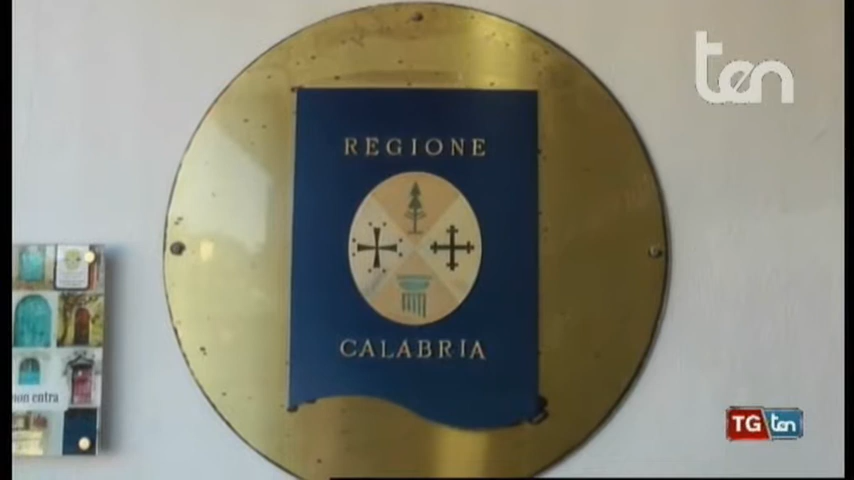 ten
REGIONE
CALABRIA
non entra
TG ten